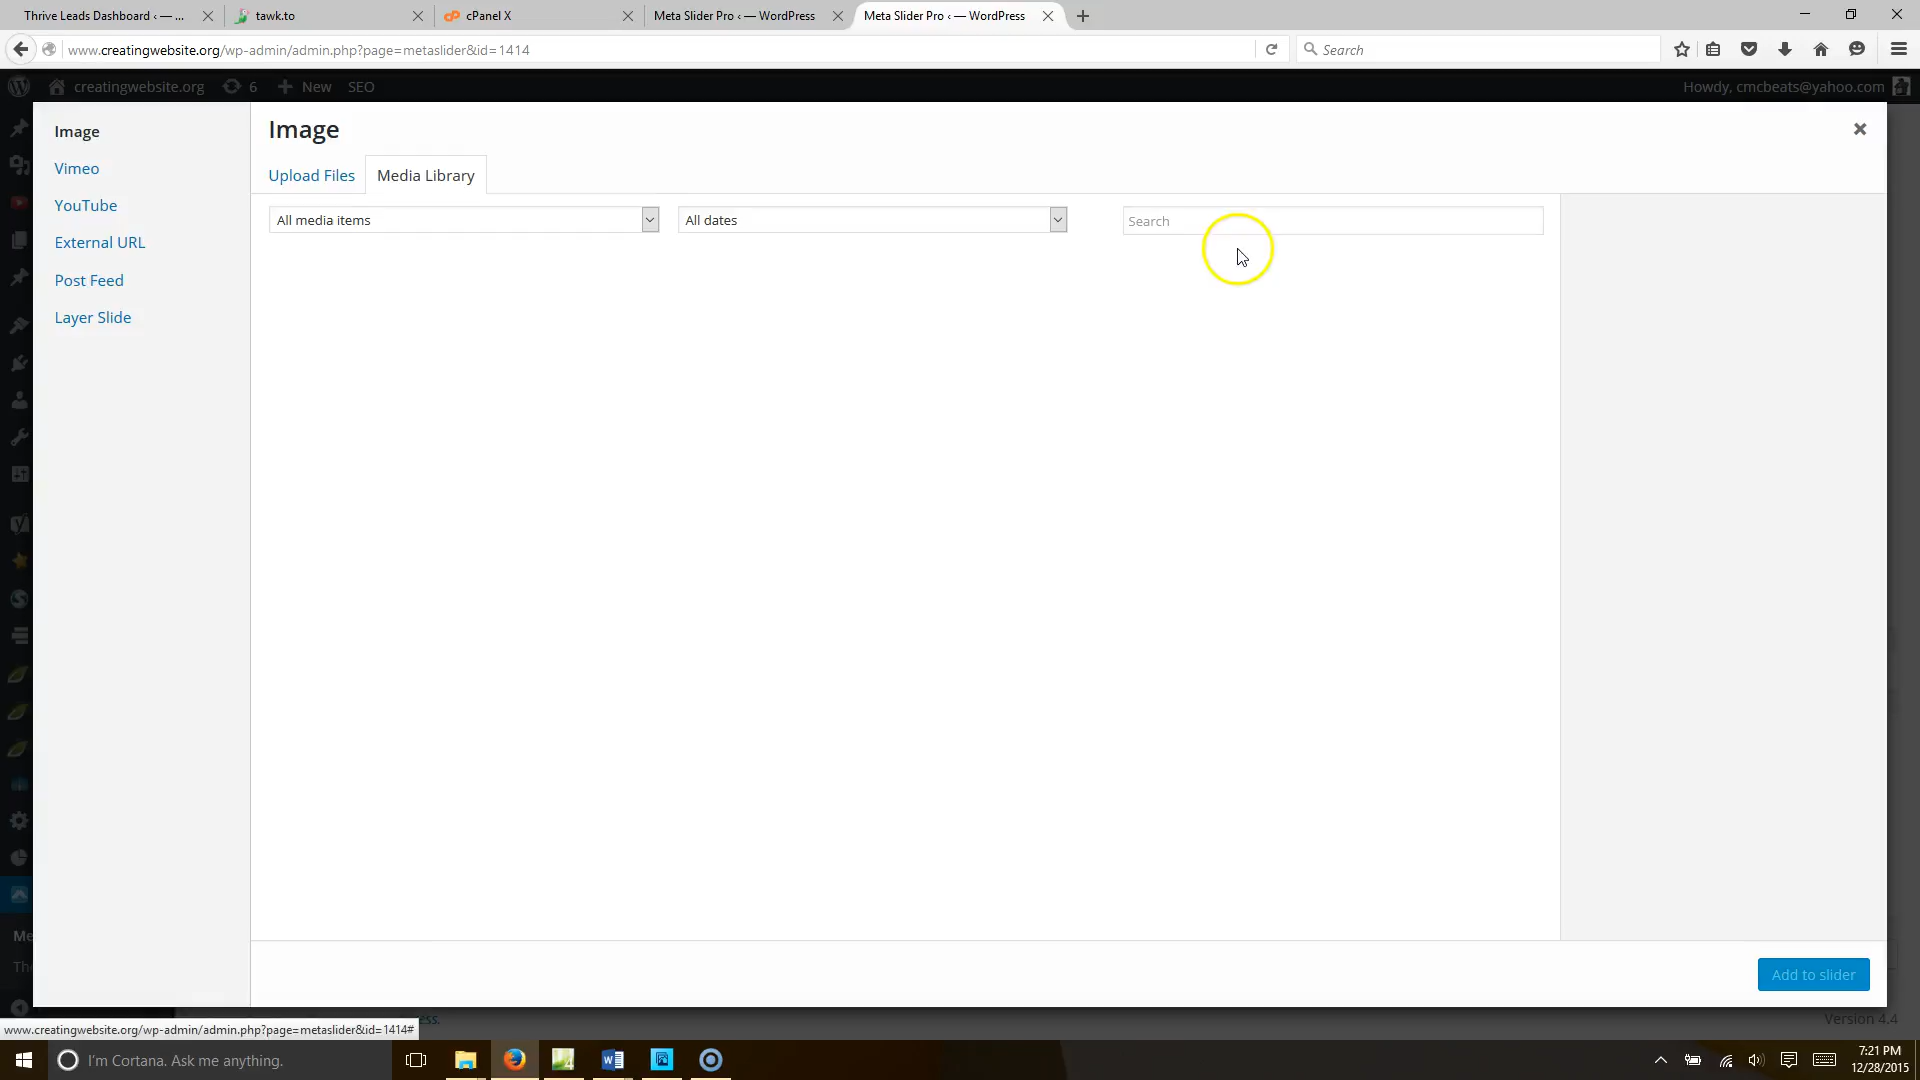 Thrive Leads Dashboard ‹ — ...
tawk.to
cPanel X
Meta Slider Pro ‹ — WordPress
Meta Slider Pro ‹ — WordPress
www.creatingwebsite.org/wp-admin/admin.php?page=metaslider&id=1414
Search
creatingwebsite.org
6
New
SEO
Howdy, cmcbeats@yahoo.com
Image
Vimeo
YouTube
External URL
Post Feed
Layer Slide
Image
Upload Files
Media Library
All media items
All dates
Search
Me
Th
Add to slider
ess.
Version 4.4
www.creatingwebsite.org/wp-admin/admin.php?page=metaslider&id=1414#
I'm Cortana. Ask me anything.
7:21 PM
12/28/2015